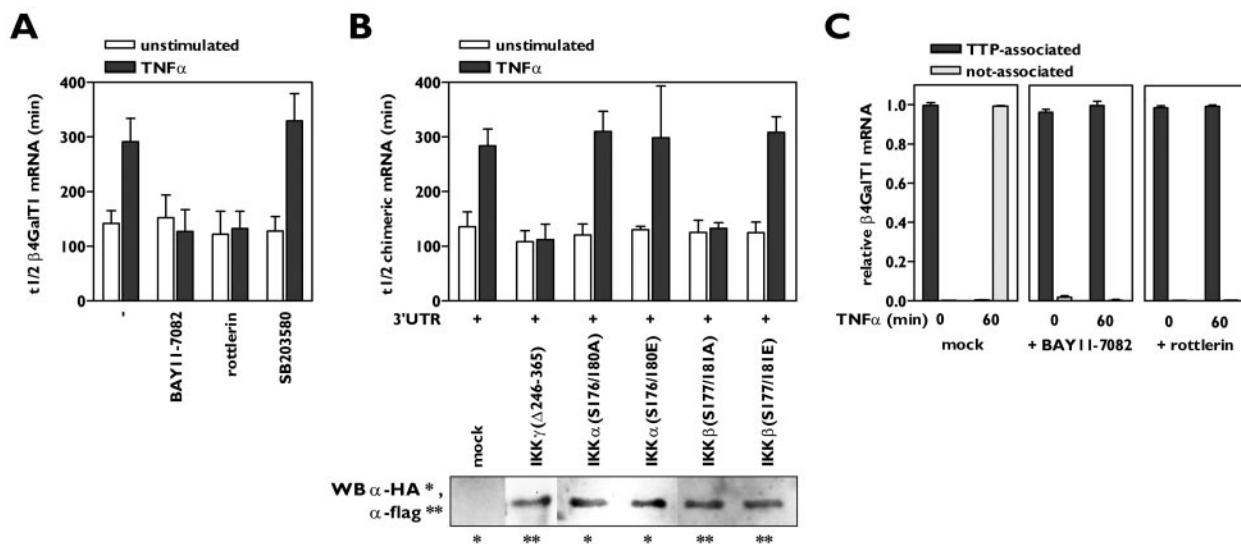 A
unstimulated
TNFα
t1/2 β4GalT1 mRNA (min)
400
300
200
100
0
-
BAY11-7082
rottlerin
SB203580
B
unstimulated
TNFα
t1/2 chimeric mRNA (min)
400
300
200
100
0
3'UTR + + + + + +
mock
IKKγ(Δ246-365)
IKKα(S176/180A)
IKKα(S176/180E)
IKKβ(S177/181A)
IKKβ(S177/181E)
WB α-HA *,
α-flag **
* ** * * ** **
C
TTP-associated
not-associated
relative β4GalT1 mRNA
1.0
0.8
0.6
0.4
0.2
0.0
TNFα (min) 0 60 0 60 0 60
mock + BAY11-7082 + rottlerin